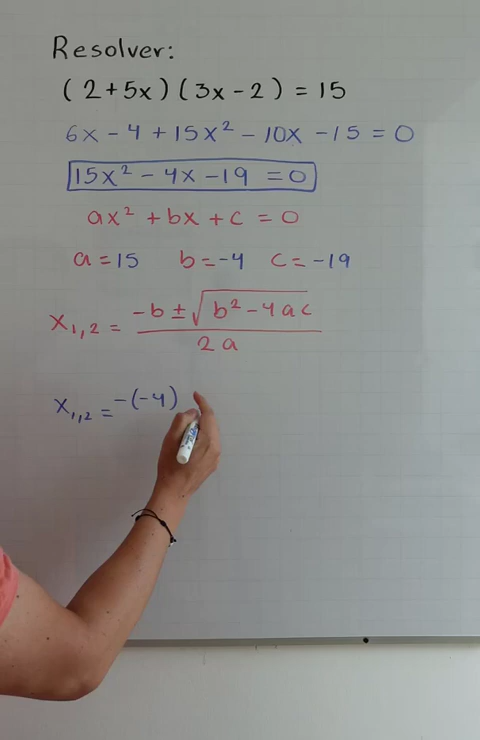 Resolver:
(2+5x)(3x-2) = 15
6x - 4 + 15x² - 10x - 15 = 0
15x² - 4x - 19 = 0
ax² + bx + c = 0
a = 15 b = -4 c = -19
x₁,₂ = (-b ± √(b² - 4ac)) / 2a
x₁,₂ = -(-4)